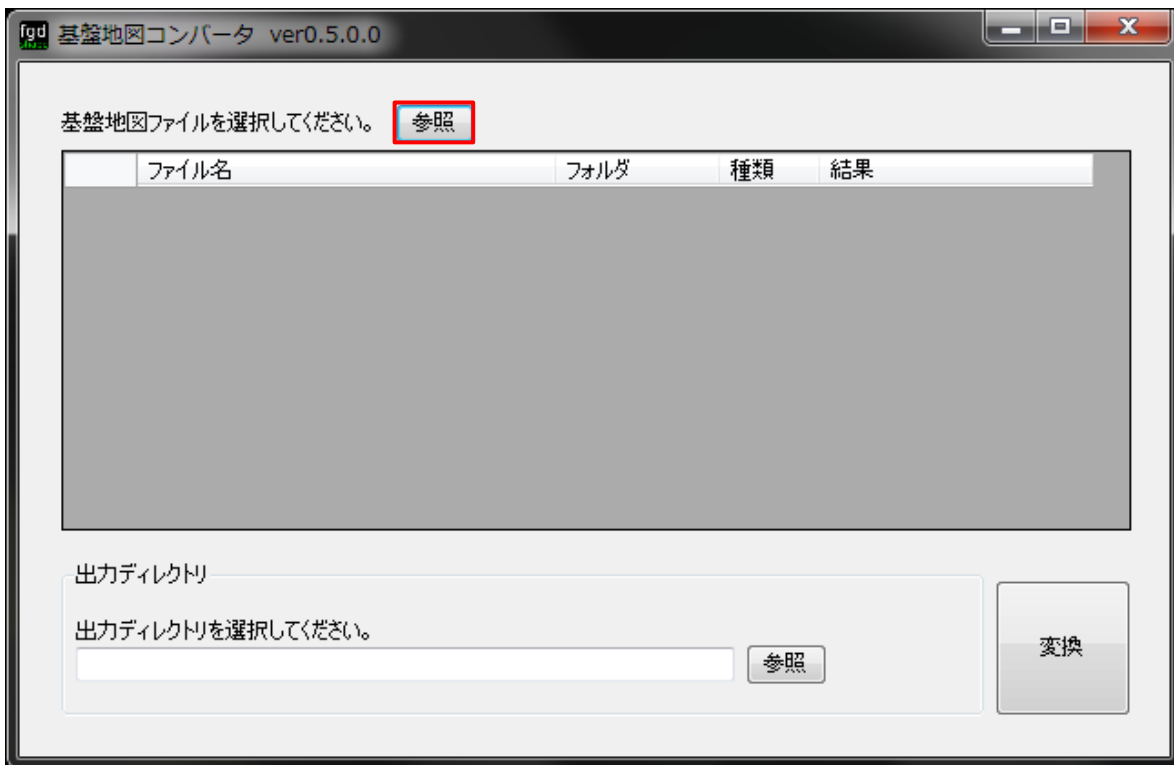 fgd
基盤地図コンバータ ver0.5.0.0
基盤地図ファイルを選択してください。 参照
ファイル名 フォルダ 種類 結果
出力ディレクトリ
出力ディレクトリを選択してください。
参照
変換